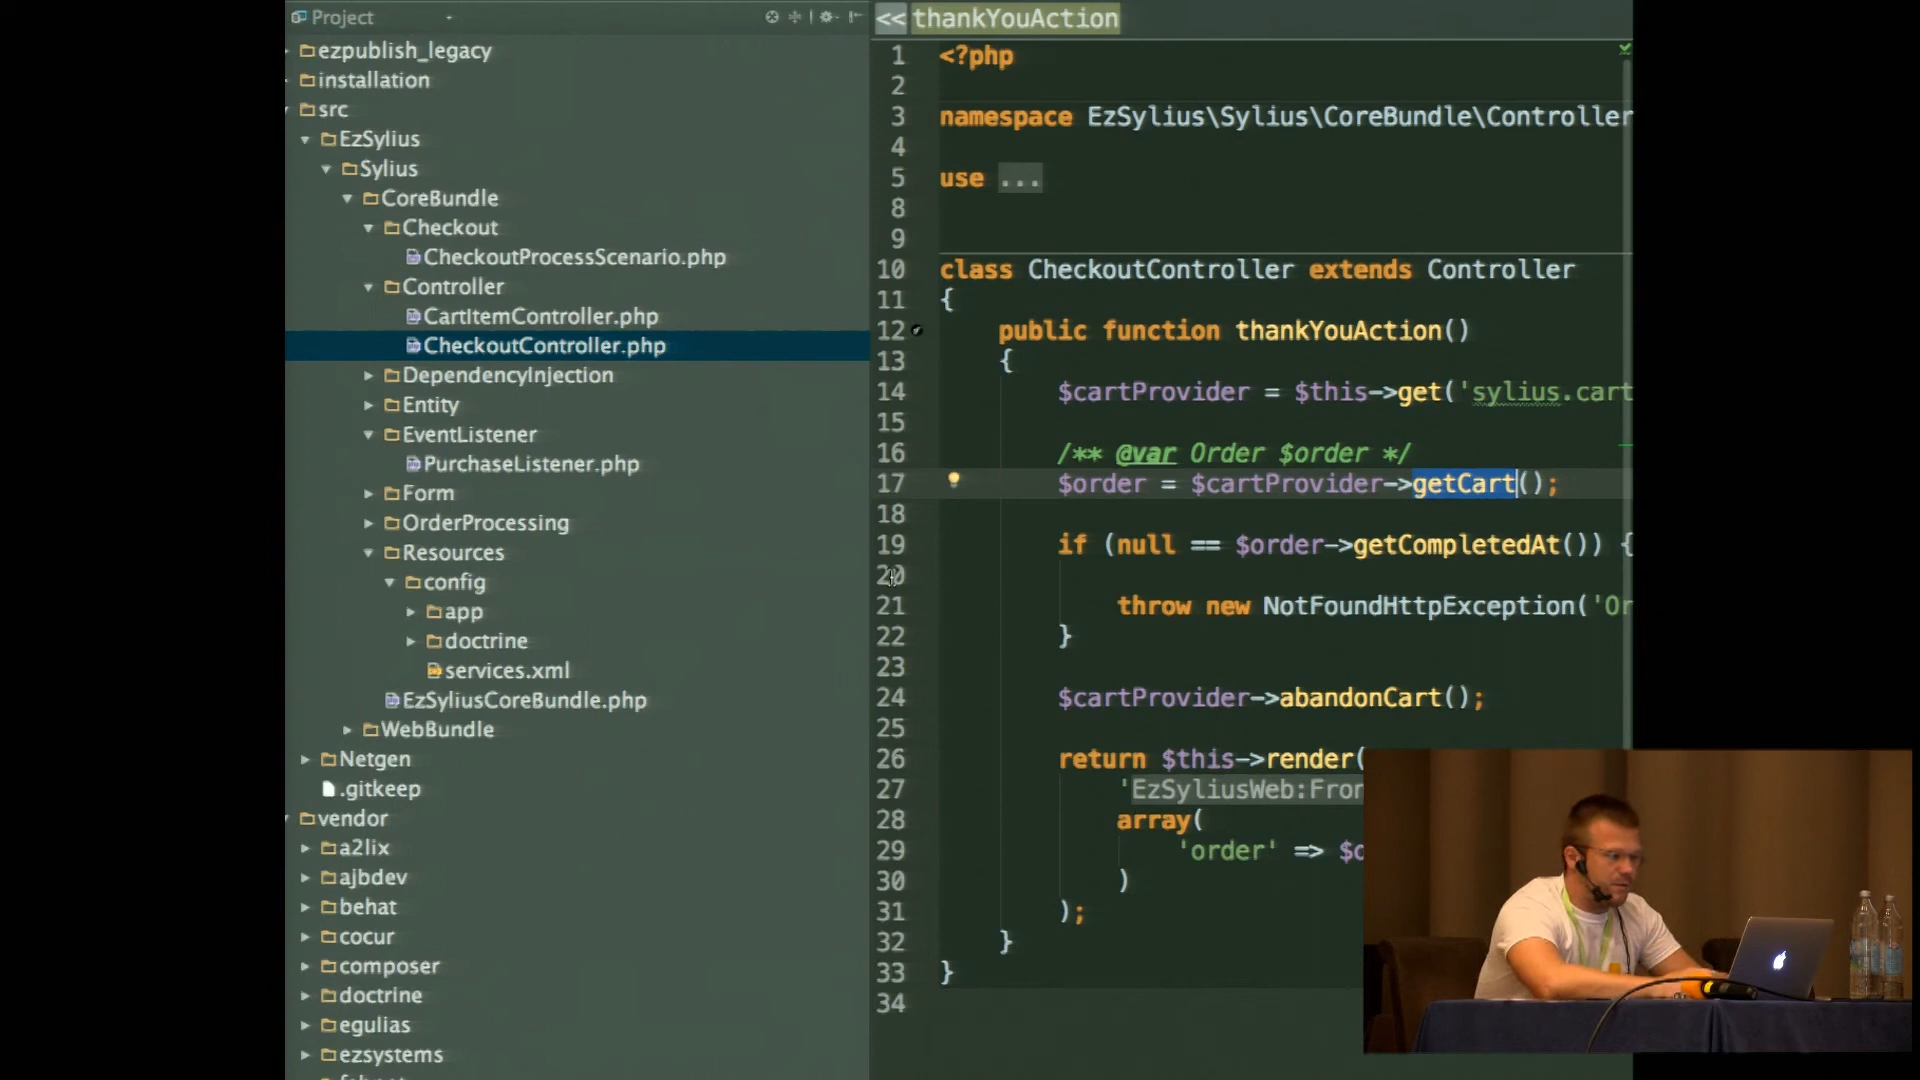 Project
ezpublish_legacy
installation
src
EzSylius
Sylius
CoreBundle
Checkout
CheckoutProcessScenario.php
Controller
CartItemController.php
CheckoutController.php
DependencyInjection
Entity
EventListener
PurchaseListener.php
Form
OrderProcessing
Resources
config
app
doctrine
services.xml
EzSyliusCoreBundle.php
WebBundle
Netgen
.gitkeep
vendor
a2lix
ajbdev
behat
cocur
composer
doctrine
egulias
ezsystems
<< thankYouAction
1 <?php
2
3 namespace EzSylius\Sylius\CoreBundle\Controller
4
5 use ...
8
9
10 class CheckoutController extends Controller
11 {
12 public function thankYouAction()
13 {
14 $cartProvider = $this->get('sylius.cart
15
16 /** @var Order $order */
17 $order = $cartProvider->getCart();
18
19 if (null == $order->getCompletedAt()) {
20
21 throw new NotFoundHttpException('Or
22 }
23
24 $cartProvider->abandonCart();
25
26 return $this->render(
27 'EzSyliusWeb:Fron
28 array(
29 'order' => $o
30 )
31 );
32 }
33 }
34